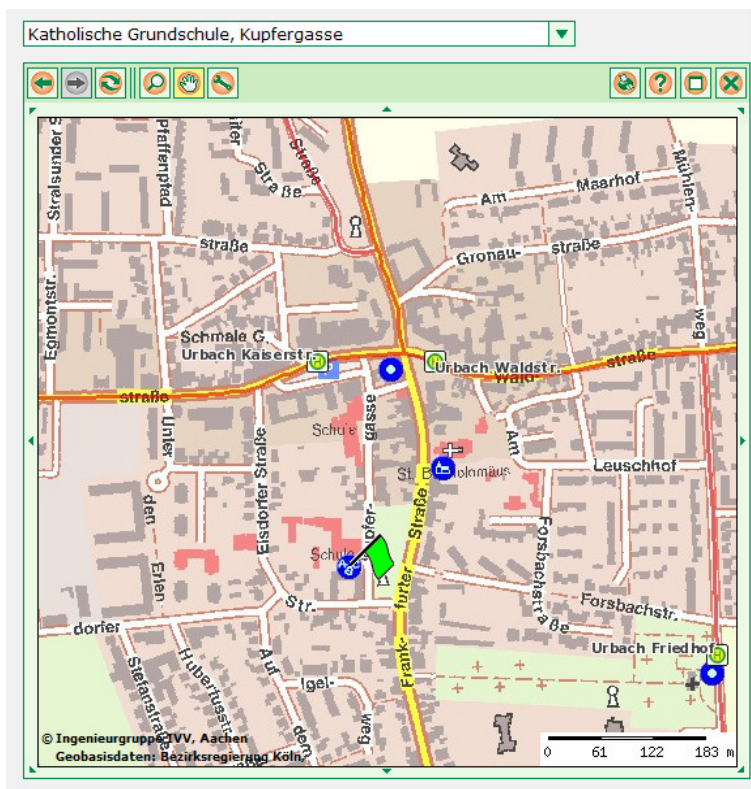 Katholische Grundschule, Kupfergasse
Stralsunder S
Pfaffenpfad
Straße
Straße
Am Maarhof
Mühlen-
weg
straße
Gronau-
straße
Egmontstr.
Schmale G.
Urbach Kaiserstr.
H
H
Urbach Waldstr.
Wald-
straße
straße
straße
Unter
den
Erlen
Elsdorfer Straße
Schule
gasse
Am
Leuschhof
St. B
Frank-
furter
Straße
Schule
pfer-
Forsbachstraße
Forsbachstr.
Str.
dorfer
Stefanstraße
Hubertusstr
Auf
dem
Igel-
weg
Urbach Friedhof
H
© Ingenieurgruppe IVV, Aachen
Geobasisdaten: Bezirksregierung Köln,
0 61 122 183 m